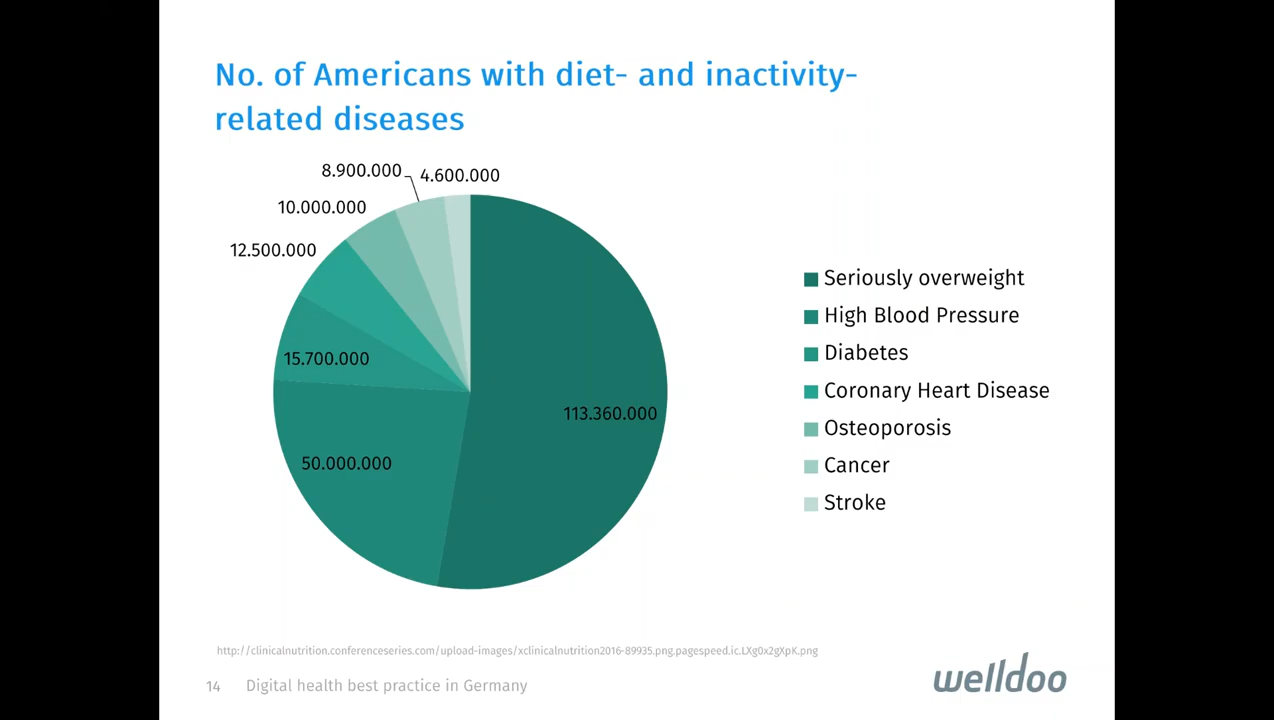 No. of Americans with diet- and inactivity-
related diseases
8.900.000
4.600.000
10.000.000
12.500.000
15.700.000
113.360.000
50.000.000
Seriously overweight
High Blood Pressure
Diabetes
Coronary Heart Disease
Osteoporosis
Cancer
Stroke
http://clinicalnutrition.conferenceseries.com/upload-images/xclinicalnutrition2016-89935.png.pagespeed.ic.LXg0x2gXpK.png
14 Digital health best practice in Germany
welldoo